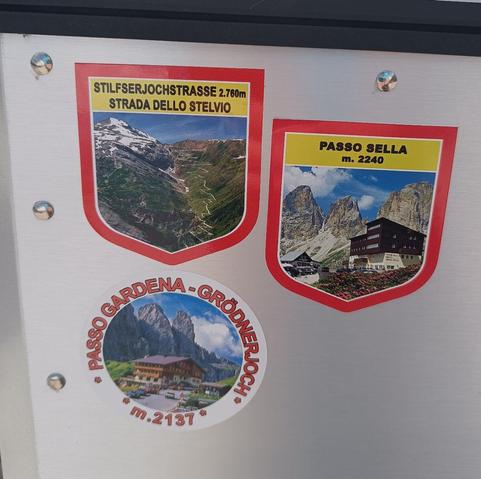 STILFSERJOCHSTRASSE 2.760m
STRADA DELLO STELVIO
PASSO SELLA
m. 2240
* PASSO GARDENA - GRÖDNERJOCH *
* m.2137 *